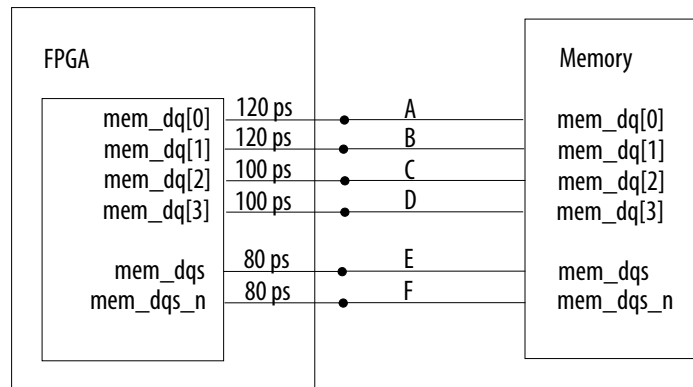 FPGA
Memory
mem_dq[0] 120 ps A mem_dq[0]
mem_dq[1] 120 ps B mem_dq[1]
mem_dq[2] 100 ps C mem_dq[2]
mem_dq[3] 100 ps D mem_dq[3]
mem_dqs 80 ps E mem_dqs
mem_dqs_n 80 ps F mem_dqs_n